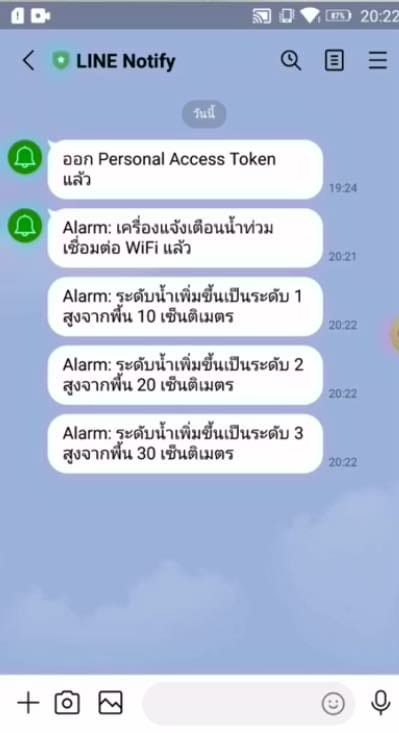 87%
20:22
LINE Notify
วันนี้
ออก Personal Access Token
แล้ว
19:24
Alarm: เครื่องแจ้งเตือนน้ำท่วม
เชื่อมต่อ WiFi แล้ว
20:21
Alarm: ระดับน้ำเพิ่มขึ้นเป็นระดับ 1
สูงจากพื้น 10 เซ็นติเมตร
20:22
Alarm: ระดับน้ำเพิ่มขึ้นเป็นระดับ 2
สูงจากพื้น 20 เซ็นติเมตร
20:22
Alarm: ระดับน้ำเพิ่มขึ้นเป็นระดับ 3
สูงจากพื้น 30 เซ็นติเมตร
20:22